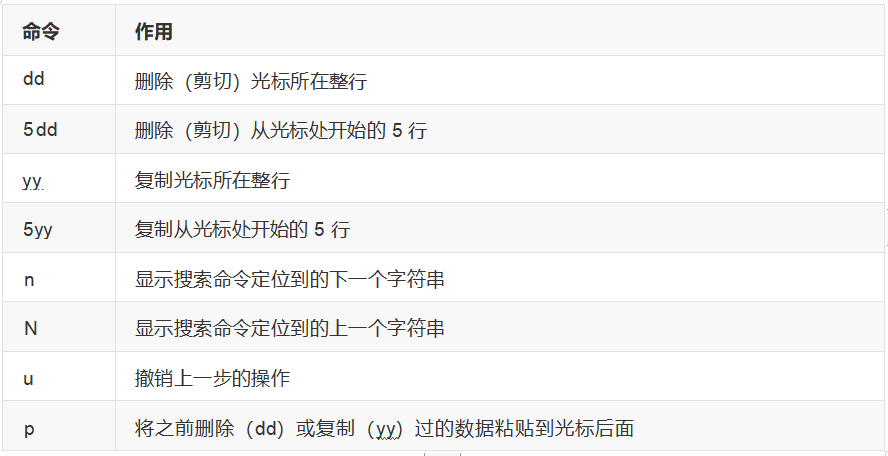 命令 作用
dd 删除（剪切）光标所在整行
5dd 删除（剪切）从光标处开始的 5 行
yy 复制光标所在整行
5yy 复制从光标处开始的 5 行
n 显示搜索命令定位到的下一个字符串
N 显示搜索命令定位到的上一个字符串
u 撤销上一步的操作
p 将之前删除（dd）或复制（yy）过的数据粘贴到光标后面